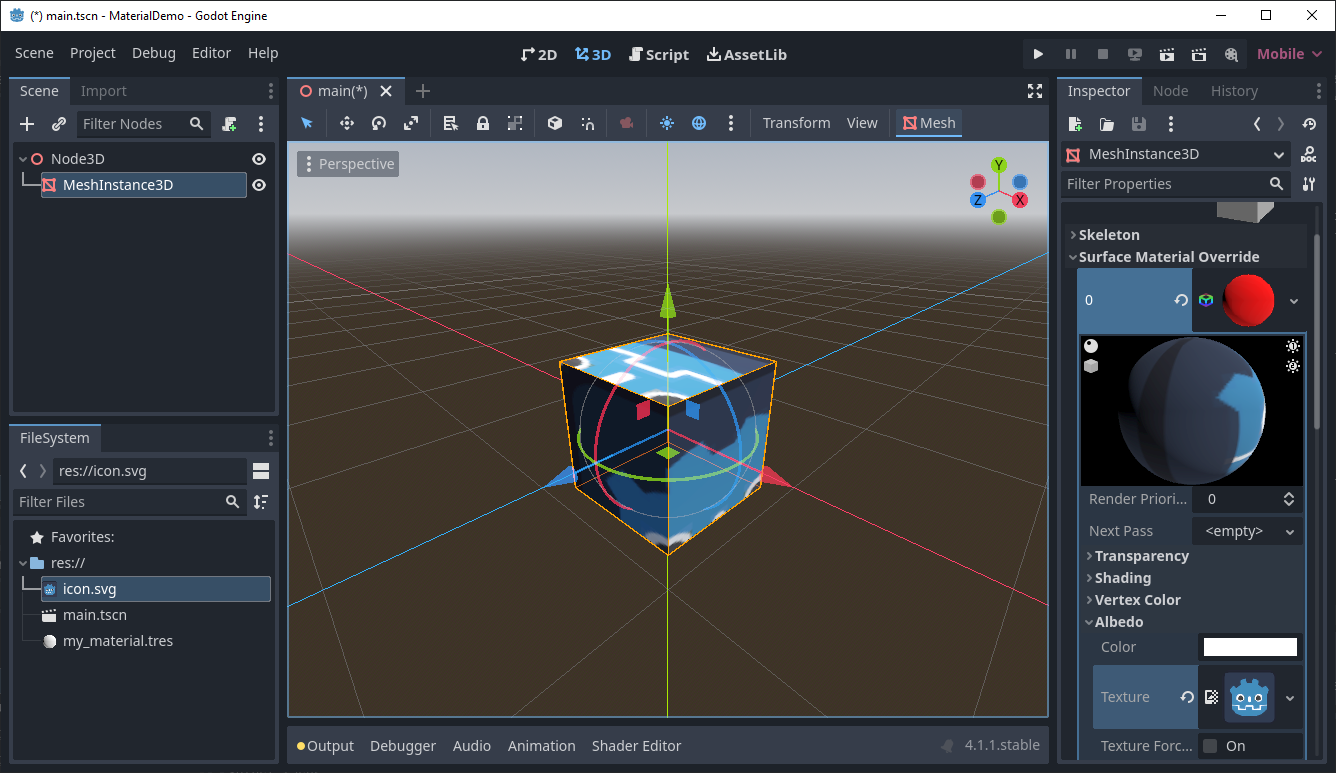 (*) main.tscn - MaterialDemo - Godot Engine
Scene Project Debug Editor Help
2D 3D Script AssetLib
Mobile
Scene Import
Filter Nodes
Node3D
MeshInstance3D
FileSystem
res://icon.svg
Filter Files
Favorites:
res://
icon.svg
main.tscn
my_material.tres
main(*)
Transform View Mesh
Perspective
Y
Z
X
Output Debugger Audio Animation Shader Editor
4.1.1.stable
Inspector Node History
MeshInstance3D
DOC
Filter Properties
Skeleton
Surface Material Override
0
Render Priori... 0
Next Pass <empty>
Transparency
Shading
Vertex Color
Albedo
Color
Texture
Texture Forc... On